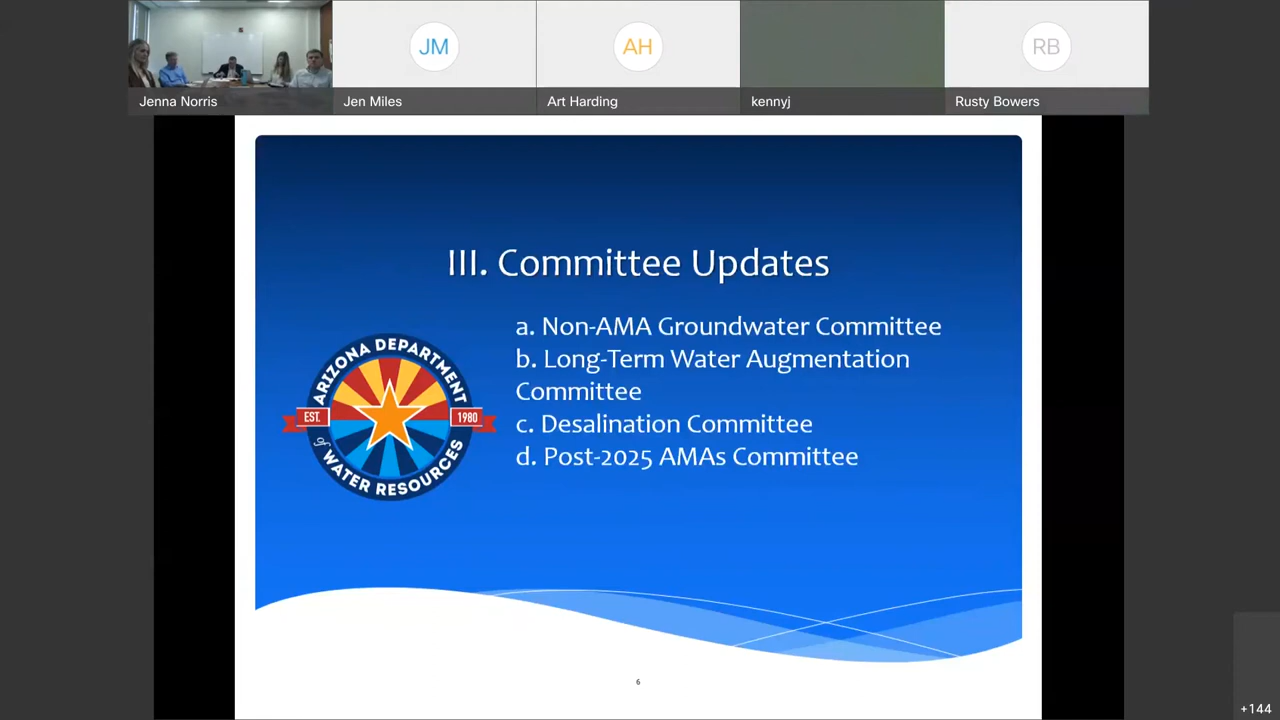 JM
AH
RB
Jenna Norris
Jen Miles
Art Harding
kennyj
Rusty Bowers
III. Committee Updates
a. Non-AMA Groundwater Committee
b. Long-Term Water Augmentation
Committee
c. Desalination Committee
d. Post-2025 AMAs Committee
ARIZONA DEPARTMENT
EST. 1980
of
WATER RESOURCES
6
+144